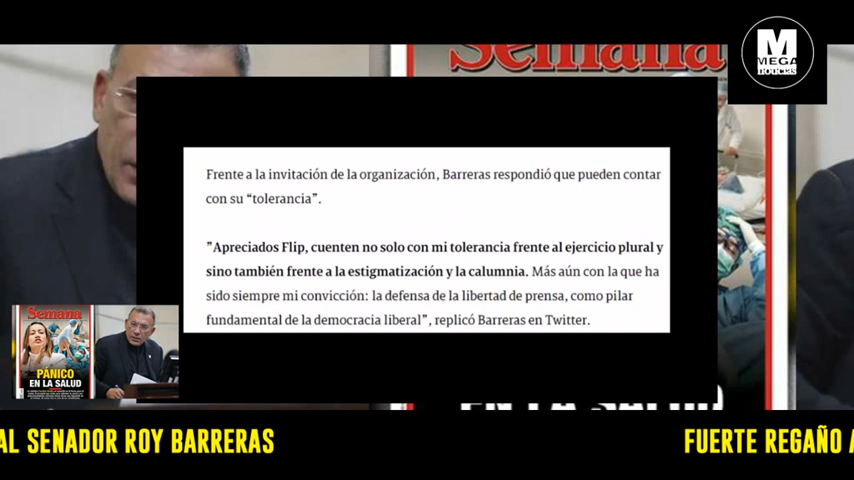 Semana
M
MEGA
noticias
Frente a la invitación de la organización, Barreras respondió que pueden contar
con su “tolerancia”.
"Apreciados Flip, cuenten no solo con mi tolerancia frente al ejercicio plural y
sino también frente a la estigmatización y la calumnia. Más aún con la que ha
sido siempre mi convicción: la defensa de la libertad de prensa, como pilar
fundamental de la democracia liberal", replicó Barreras en Twitter.
Semana
PÁNICO
EN LA SALUD
EN LA SALUD
AL SENADOR ROY BARRERAS
FUERTE REGAÑO A